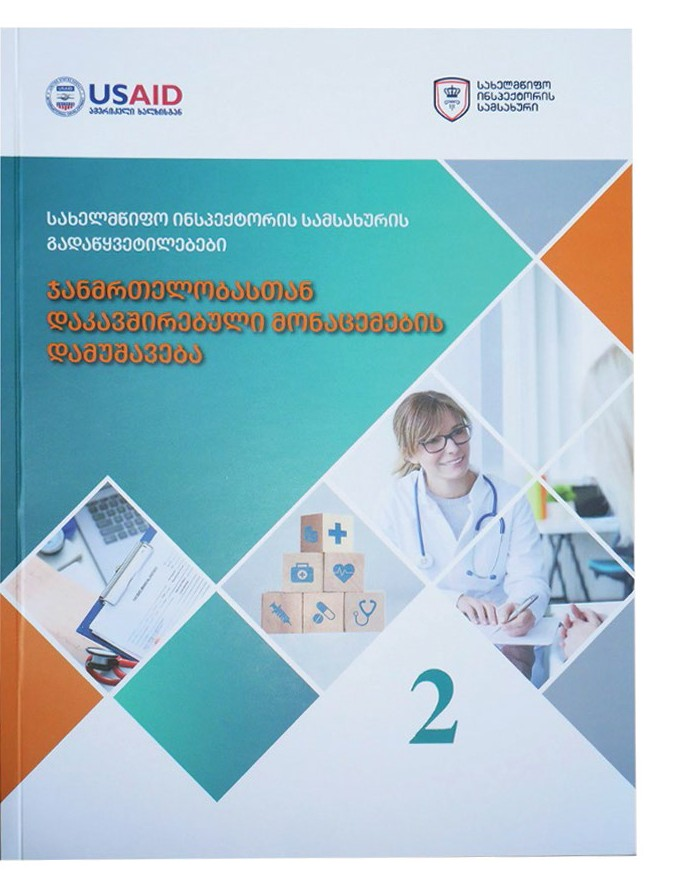 USAID
ამერიკელი ხალხისგან
სახელმწიფო
ინსპექტორის
სამსახური
სახელმწიფო ინსპექტორის სამსახურის
გადაწყვეტილებები
ჯანმრთელობასთან
დაკავშირებული მონაცემების
დამუშავება
2